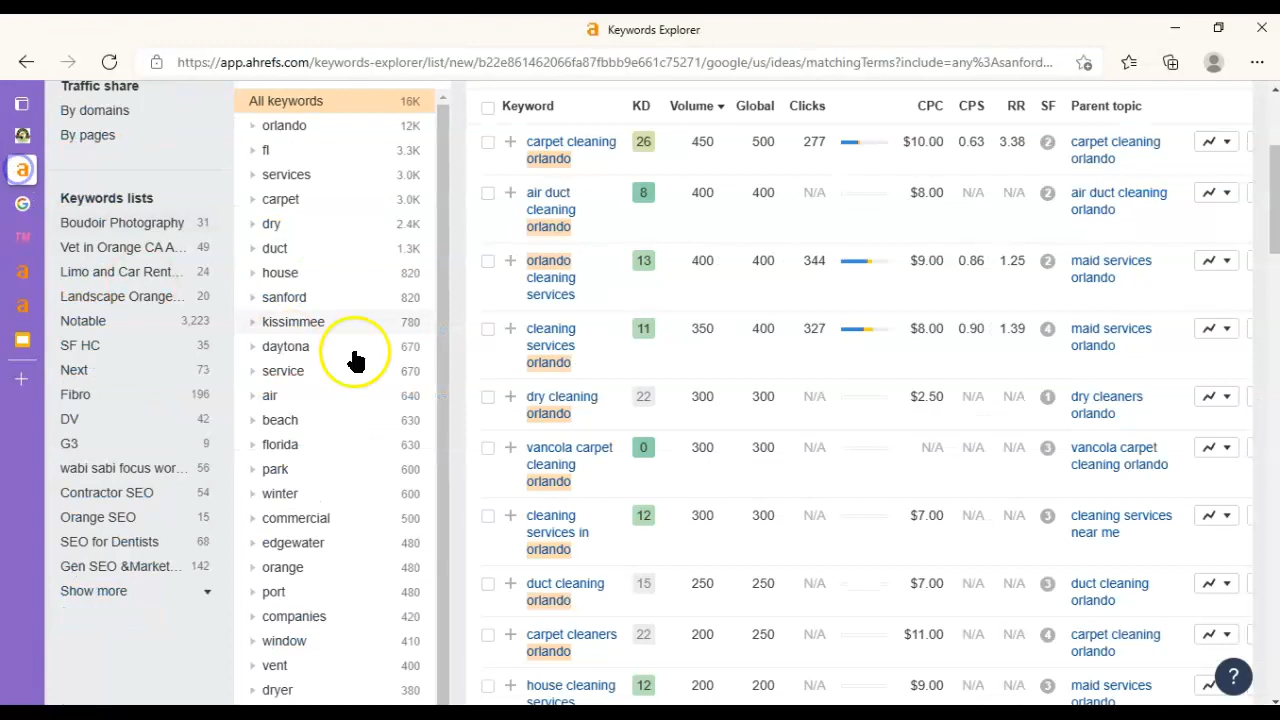 Keywords Explorer
https://app.ahrefs.com/keywords-explorer/list/new/b22e861462066fa87fbbb9e661c75271/google/us/ideas/matchingTerms?include=any%3Asanford...
Traffic share
By domains
By pages
Keywords lists
Boudoir Photography 31
Vet in Orange CA A... 49
Limo and Car Rent... 24
Landscape Orange... 20
Notable 3,223
SF HC 35
Next 73
Fibro 196
DV 42
G3 9
wabi sabi focus wor... 56
Contractor SEO 54
Orange SEO 15
SEO for Dentists 68
Gen SEO &Market... 142
Show more
All keywords 16K
orlando 12K
fl 3.3K
services 3.0K
carpet 3.0K
dry 2.4K
duct 1.3K
house 820
sanford 820
kissimmee 780
daytona 670
service 670
air 640
beach 630
florida 630
park 600
winter 600
commercial 500
edgewater 480
orange 480
port 480
companies 420
window 410
vent 400
dryer 380
Keyword KD Volume Global Clicks CPC CPS RR SF Parent topic
carpet cleaning 26 450 500 277 $10.00 0.63 3.38 2 carpet cleaning
orlando orlando
air duct 8 400 400 N/A $8.00 N/A N/A 2 air duct cleaning
cleaning orlando
orlando
orlando 13 400 400 344 $9.00 0.86 1.25 2 maid services
cleaning orlando
services
cleaning 11 350 400 327 $8.00 0.90 1.39 4 maid services
services orlando
orlando
dry cleaning 22 300 300 N/A $2.50 N/A N/A 1 dry cleaners
orlando orlando
vancola carpet 0 300 300 N/A N/A N/A N/A 3 vancola carpet
cleaning cleaning orlando
orlando
cleaning 12 300 300 N/A $7.00 N/A N/A 3 cleaning services
services in near me
orlando
duct cleaning 15 250 250 N/A $7.00 N/A N/A 3 duct cleaning
orlando orlando
carpet cleaners 22 200 250 N/A $11.00 N/A N/A 4 carpet cleaning
orlando orlando
house cleaning 12 200 200 N/A $9.00 N/A N/A 3 maid services
services orlando
?